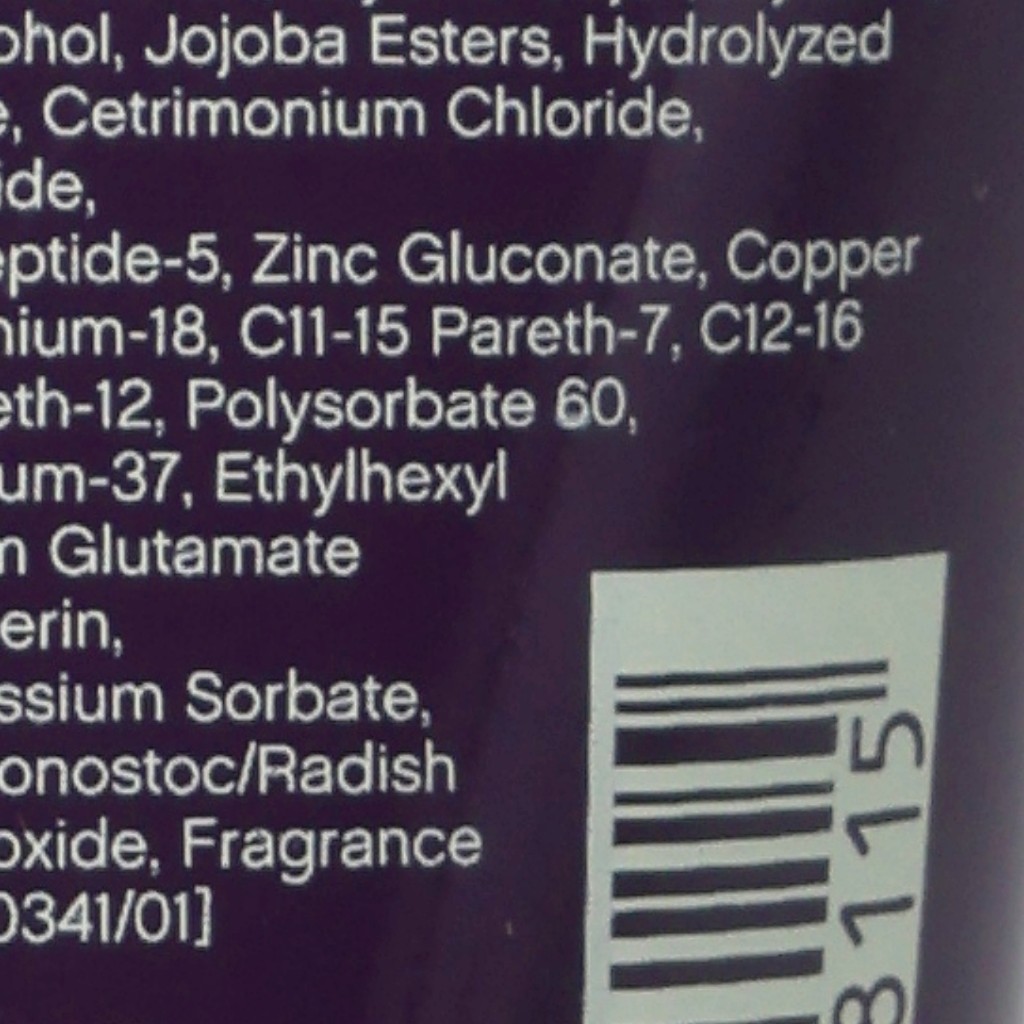 ohol, Jojoba Esters, Hydrolyzed
e, Cetrimonium Chloride,
ide,
eptide-5, Zinc Gluconate, Copper
nium-18, C11-15 Pareth-7, C12-16
eth-12, Polysorbate 60,
um-37, Ethylhexyl
m Glutamate
erin,
ssium Sorbate,
onostoc/Radish
oxide, Fragrance
0341/01]
8115